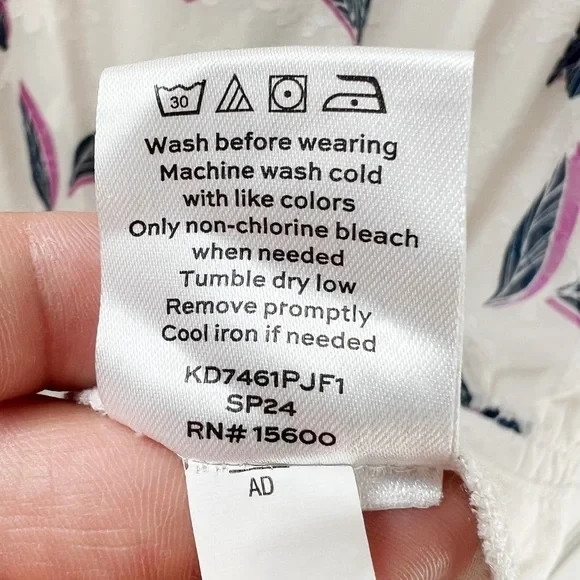 30
Wash before wearing
Machine wash cold
with like colors
Only non-chlorine bleach
when needed
Tumble dry low
Remove promptly
Cool iron if needed
KD7461PJF1
SP24
RN# 15600
AD